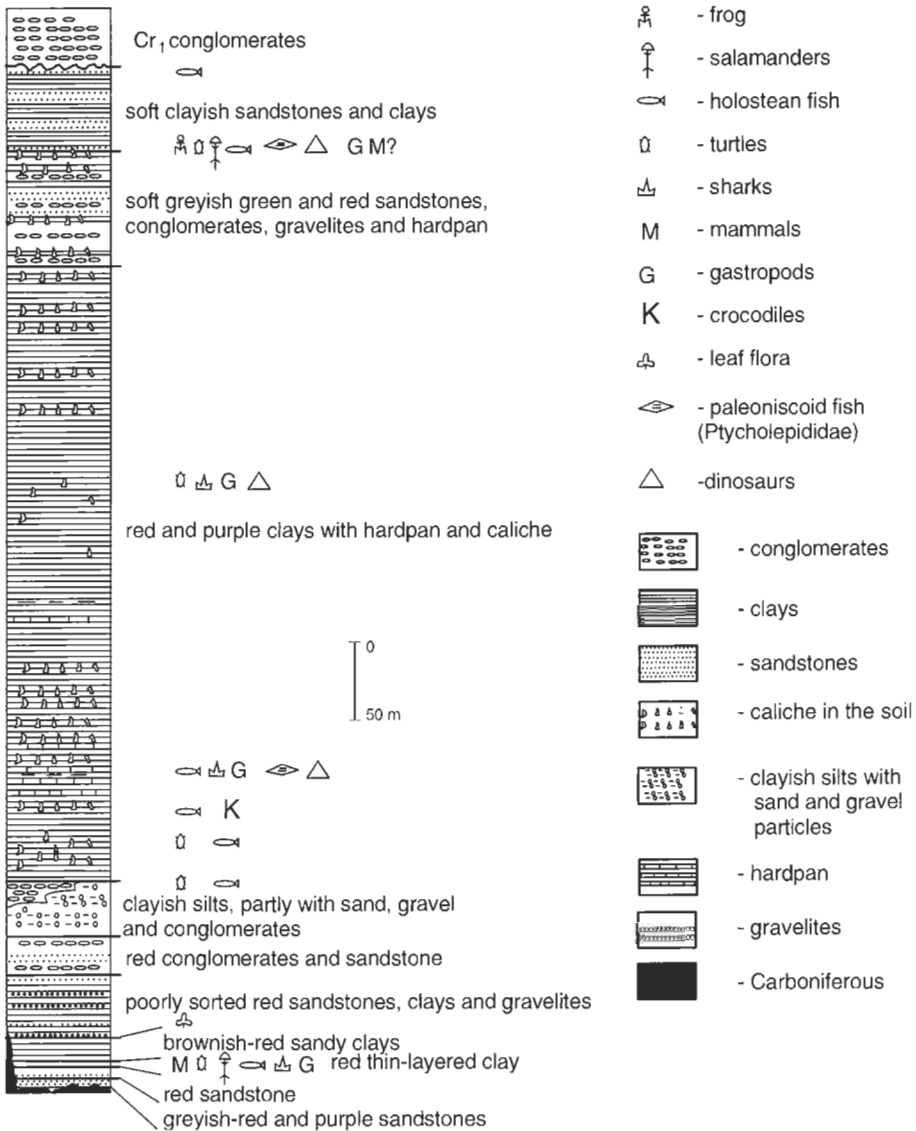 Cr1 conglomerates
soft clayish sandstones and clays
G M?
soft greyish green and red sandstones,
conglomerates, gravelites and hardpan
G
red and purple clays with hardpan and caliche
0
50 m
G
K
clayish silts, partly with sand, gravel
and conglomerates
red conglomerates and sandstone
poorly sorted red sandstones, clays and gravelites
brownish-red sandy clays
M G red thin-layered clay
red sandstone
greyish-red and purple sandstones
- frog
- salamanders
- holostean fish
- turtles
- sharks
M - mammals
G - gastropods
K - crocodiles
- leaf flora
- paleoniscoid fish
(Ptycholepididae)
-dinosaurs
- conglomerates
- clays
- sandstones
- caliche in the soil
- clayish silts with
sand and gravel
particles
- hardpan
- gravelites
- Carboniferous